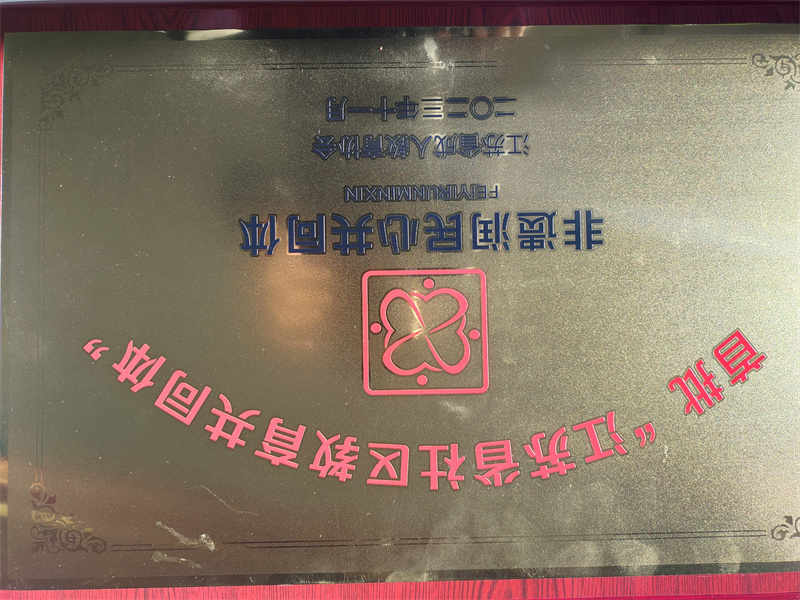 首批“江苏省社区教育共同体”
非遗润民心共同体
FEIYIRUNMINXIN
江苏省成人教育协会
二〇二三年十一月